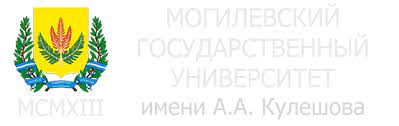 МОГИЛЕВСКИЙ
ГОСУДАРСТВЕННЫЙ
УНИВЕРСИТЕТ
имени А.А. Кулешова
MCMXIII